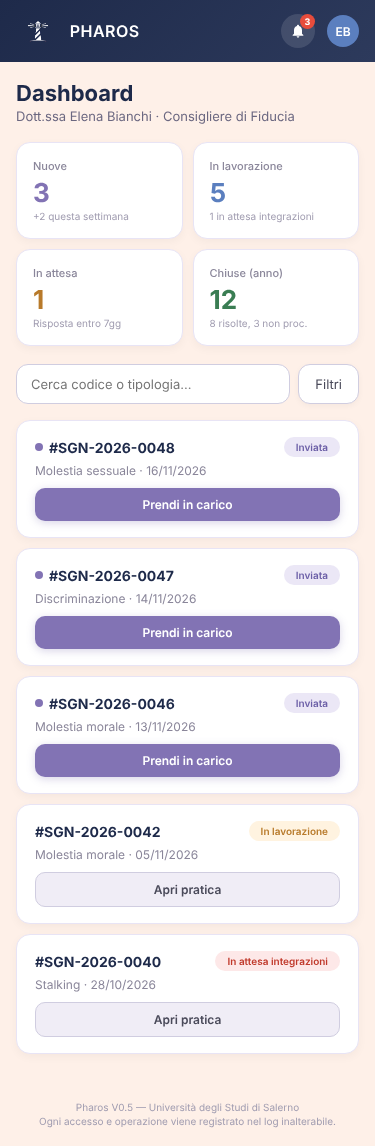 PHAROS
3
EB
Dashboard
Dott.ssa Elena Bianchi · Consigliere di Fiducia
Nuove
3
+2 questa settimana
In lavorazione
5
1 in attesa integrazioni
In attesa
1
Risposta entro 7gg
Chiuse (anno)
12
8 risolte, 3 non proc.
Cerca codice o tipologia...
Filtri
#SGN-2026-0048
Inviata
Molestia sessuale · 16/11/2026
Prendi in carico
#SGN-2026-0047
Inviata
Discriminazione · 14/11/2026
Prendi in carico
#SGN-2026-0046
Inviata
Molestia morale · 13/11/2026
Prendi in carico
#SGN-2026-0042
In lavorazione
Molestia morale · 05/11/2026
Apri pratica
#SGN-2026-0040
In attesa integrazioni
Stalking · 28/10/2026
Apri pratica
Pharos V0.5 — Università degli Studi di Salerno
Ogni accesso e operazione viene registrato nel log inalterabile.